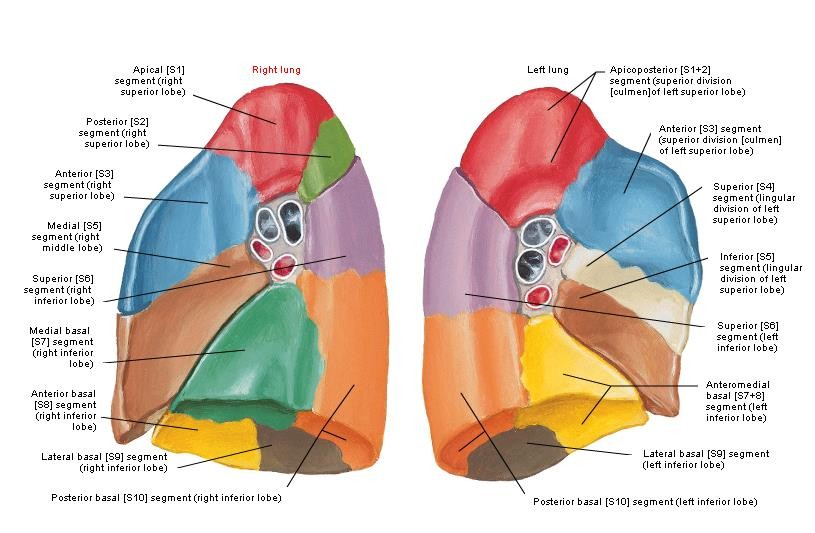 Apical [S1]
segment (right
superior lobe)
Right lung
Posterior [S2]
segment (right
superior lobe)
Anterior [S3]
segment (right
superior lobe)
Medial [S5]
segment (right
middle lobe)
Superior [S6]
segment (right
inferior lobe)
Medial basal
[S7] segment
(right inferior
lobe)
Anterior basal
[S8] segment
(right inferior
lobe)
Lateral basal [S9] segment
(right inferior lobe)
Posterior basal [S10] segment (right inferior lobe)
Left lung
Apicoposterior [S1+2]
segment (superior division
[culmen]of left superior lobe)
Anterior [S3] segment
(superior division [culmen]
of left superior lobe)
Superior [S4]
segment (lingular
division of left
superior lobe)
Inferior [S5]
segment (lingular
division of left
superior lobe)
Superior [S6]
segment (left
inferior lobe)
Anteromedial
basal [S7+8]
segment (left
inferior lobe)
Lateral basal [S9] segment
(left inferior lobe)
Posterior basal [S10] segment (left inferior lobe)